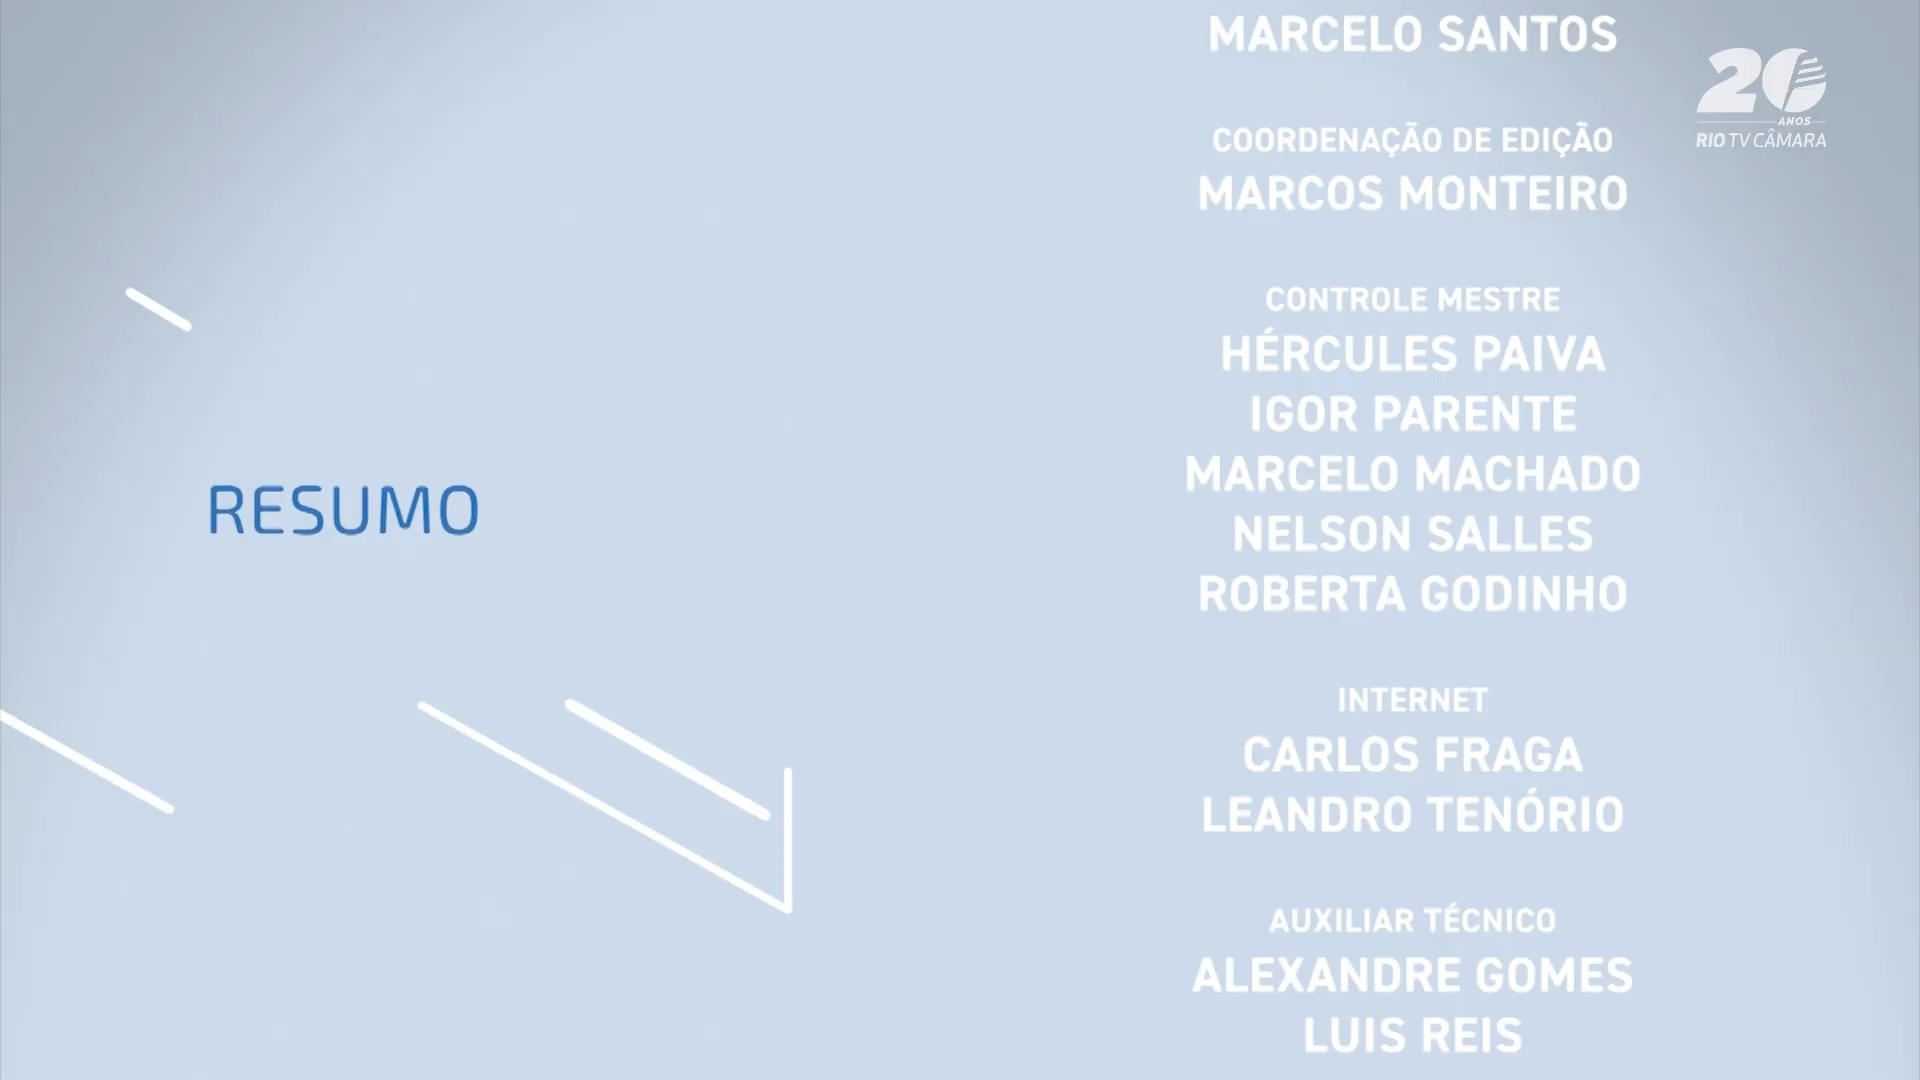 MARCELO SANTOS
20
ANOS
RIO TV CÂMARA
COORDENAÇÃO DE EDIÇÃO
MARCOS MONTEIRO
CONTROLE MESTRE
HÉRCULES PAIVA
IGOR PARENTE
MARCELO MACHADO
NELSON SALLES
ROBERTA GODINHO
RESUMO
INTERNET
CARLOS FRAGA
LEANDRO TENÓRIO
AUXILIAR TÉCNICO
ALEXANDRE GOMES
LUIS REIS